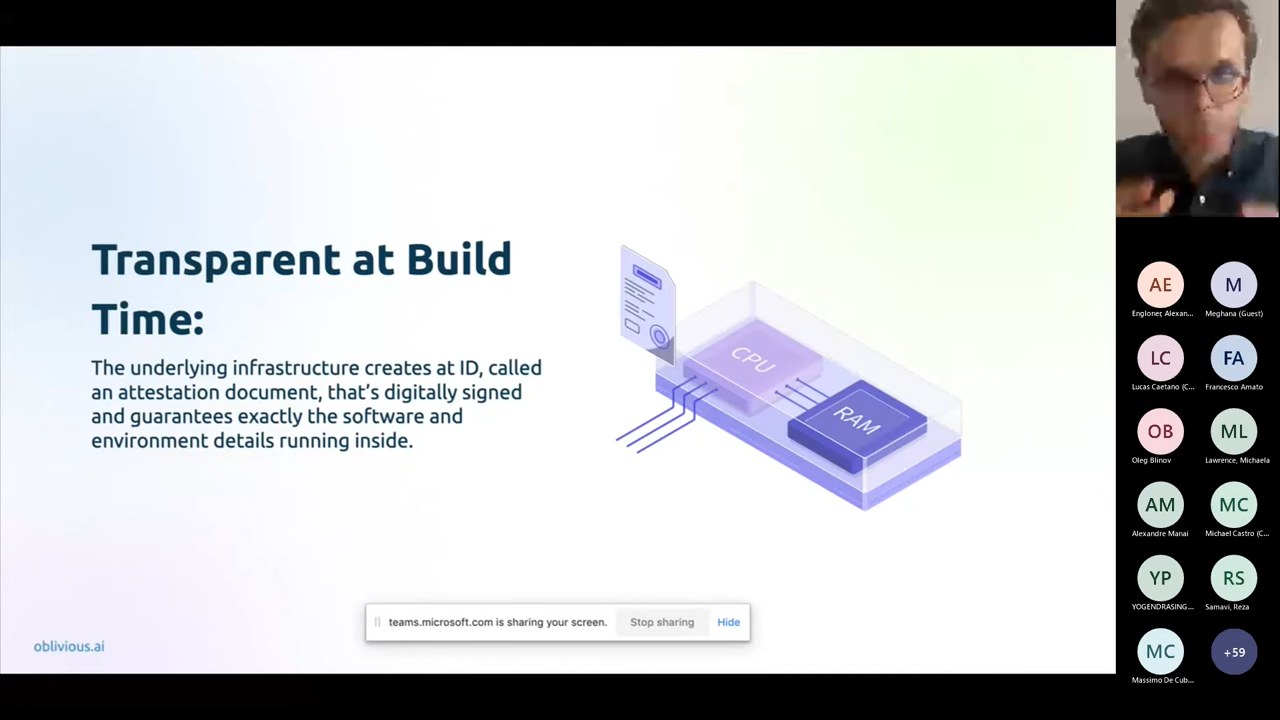 Transparent at Build
Time:
The underlying infrastructure creates at ID, called
an attestation document, that's digitally signed
and guarantees exactly the software and
environment details running inside.
CPU
RAM
teams.microsoft.com is sharing your screen.
Stop sharing
Hide
oblivious.ai
AE
M
Engloner, Alexan...
Meghana (Guest)
LC
FA
Lucas Caetano (C...
Francesco Amato
OB
ML
Oleg Blinov
Lawrence, Michaela
AM
MC
Alexandre Manai
Michael Castro (C...
YP
RS
YOGENDRASING...
Samavi, Reza
MC
+59
Massimo De Cub...